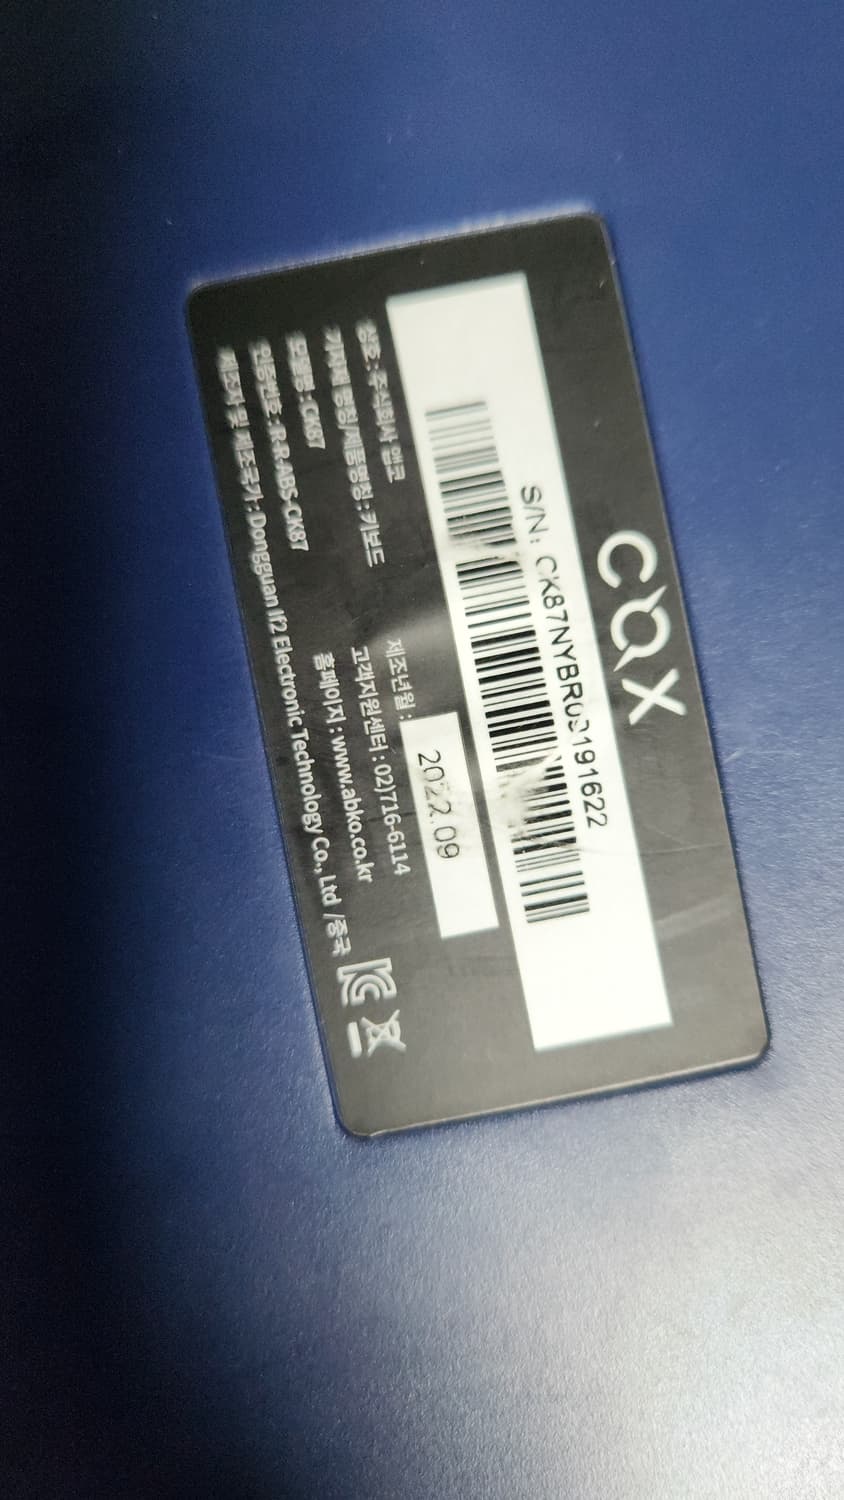 COX
S/N: CK87NYBR0 191622
상호 : 주식회사 앱코
기자재 명칭/제품명칭 : 키보드
모델명 : CK87
인증번호 : R-R-ABS-CK87
제조자 및 제조국가 : Dongguan lf2 Electronic Technology Co., Ltd /중국
제조년월 : 2022.09
고객지원센터 : 02)716-6114
홈페이지 : www.abko.co.kr